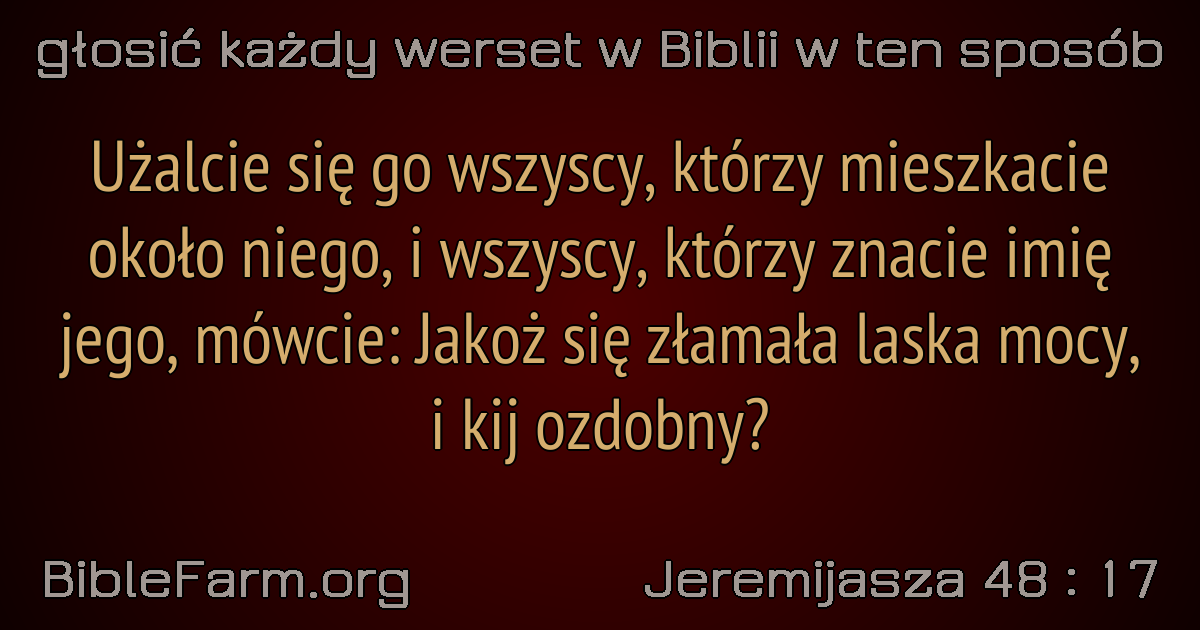 głosić każdy werset w Biblii w ten sposób
Użalcie się go wszyscy, którzy mieszkacie
około niego, i wszyscy, którzy znacie imię
jego, mówcie: Jakoż się złamała laska mocy,
i kij ozdobny?
BibleFarm.org
Jeremijasza 48 : 17